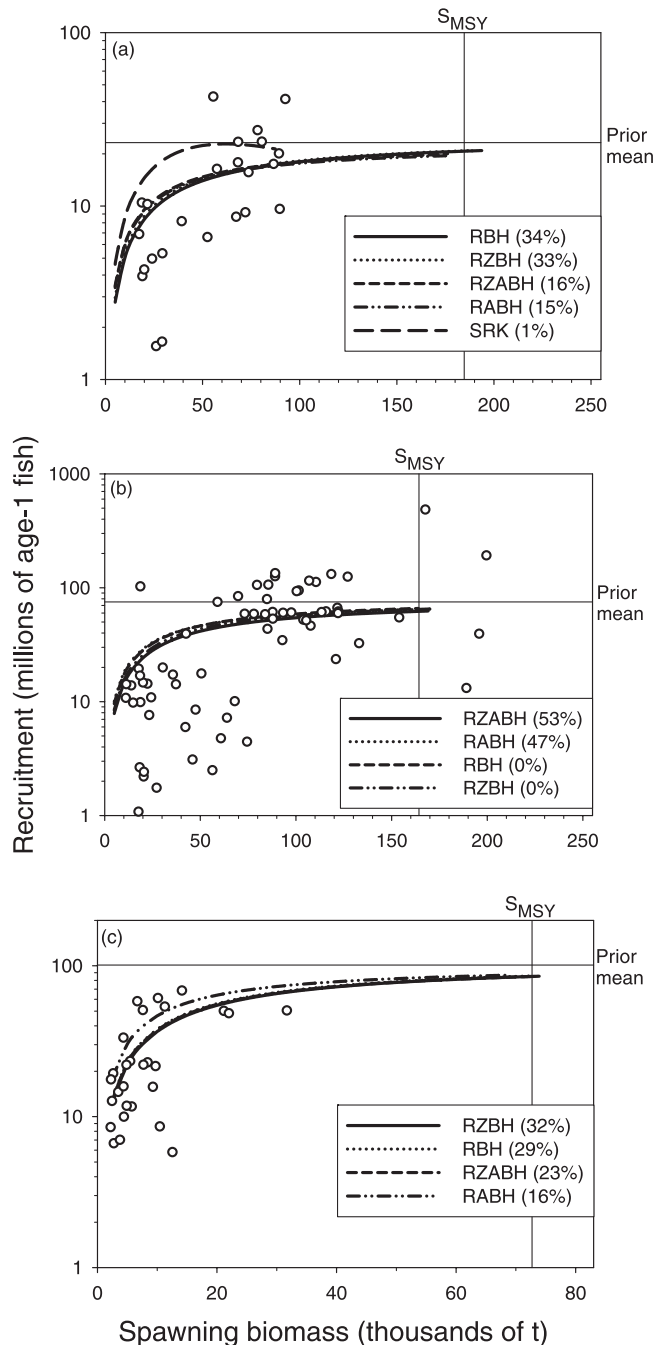 S_MSY
100
(a)
Prior
mean
10
RBH (34%)
RZBH (33%)
RZABH (16%)
RABH (15%)
SRK (1%)
1
0 50 100 150 200 250
S_MSY
1000
(b)
100
Prior
mean
10
RZABH (53%)
RABH (47%)
RBH (0%)
RZBH (0%)
1
0 50 100 150 200 250
Recruitment (millions of age-1 fish)
S_MSY
(c)
100
Prior
mean
10
RZBH (32%)
RBH (29%)
RZABH (23%)
RABH (16%)
1
0 20 40 60 80
Spawning biomass (thousands of t)